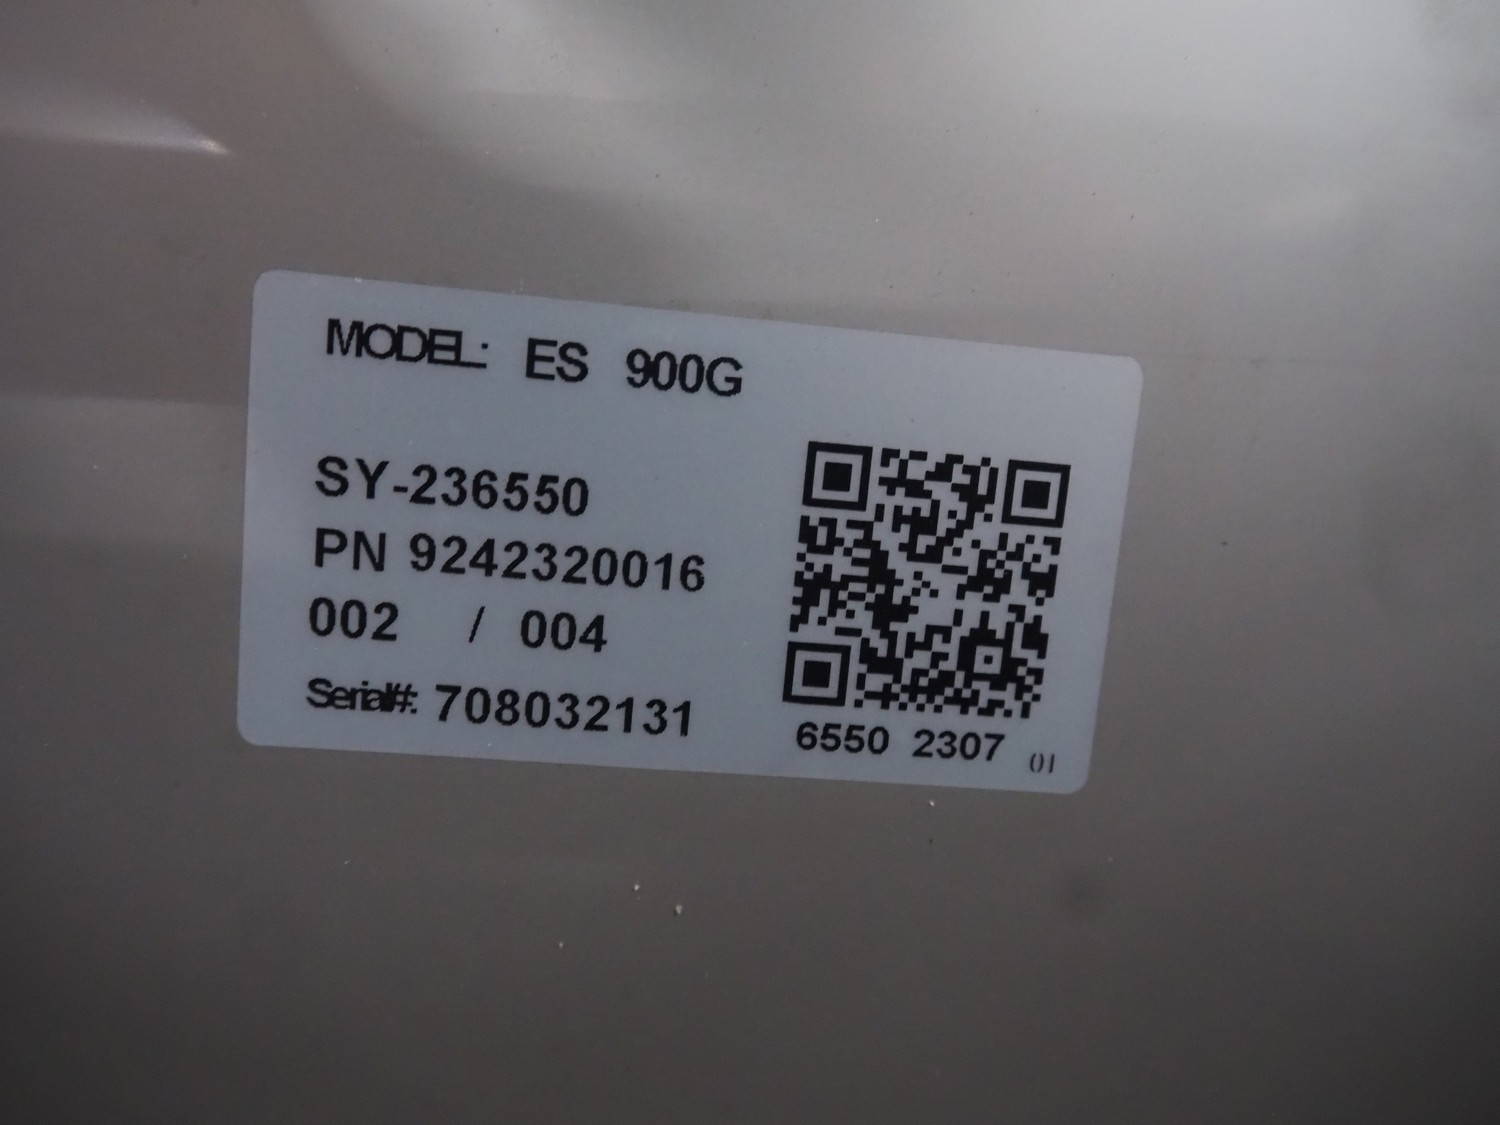 MODEL: ES 900G
SY-236550
PN 9242320016
002 / 004
Serial#: 708032131
6550 2307 01